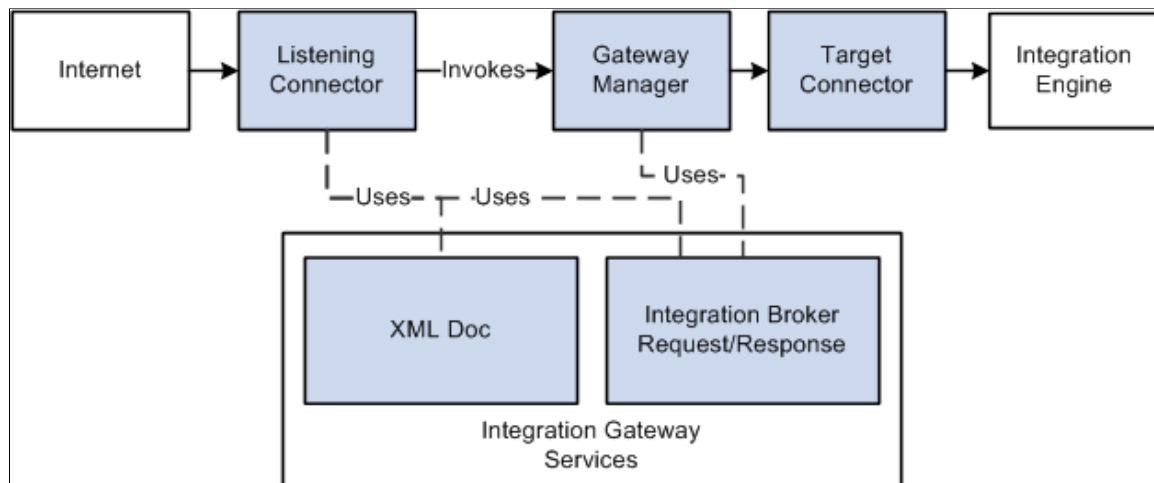 Internet
Listening
Connector
Invokes
Gateway
Manager
Target
Connector
Integration
Engine
Uses
Uses
Uses
XML Doc
Integration Broker
Request/Response
Integration Gateway
Services